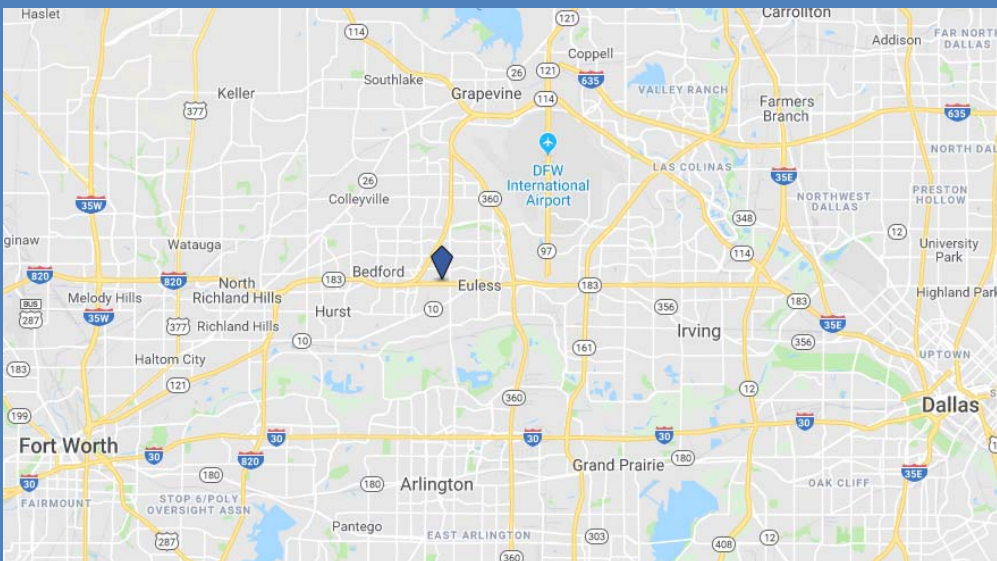 Haslet
121
Carrollton
114
Coppell
Addison
FAR NORTH
DALLAS
Southlake
26
121
635
Keller
Grapevine
114
VALLEY RANCH
377
Farmers
Branch
635
DFW
International
Airport
NORTH DAL
26
LAS COLINAS
35E
Colleyville
360
NORTHWEST
DALLAS
PRESTON
HOLLOW
35W
348
12
ginaw
Watauga
97
114
University
Park
820
820
North
Richland Hills
183
Bedford
Euless
183
Highland Park
Melody Hills
BUS
287
35W
377
Richland Hills
Hurst
10
356
183
35E
Irving
10
161
356
Haltom City
UPTOWN
183
121
360
12
199
Dallas
Fort Worth
30
30
30
30
820
30
180
180
Arlington
Grand Prairie
180
35E
FAIRMOUNT
STOP 6/POLY
OVERSIGHT ASSN
OAK CLIFF
Pantego
EAST ARLINGTON
303
287
408
12
360